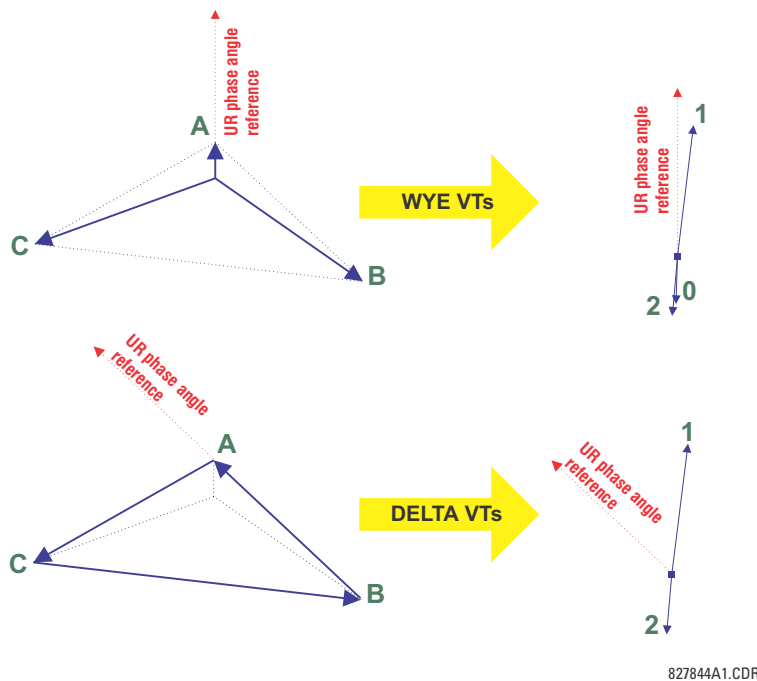 UR phase angle
reference
A
C
B
WYE VTs
UR phase angle
reference
1
2
0
UR phase angle
reference
A
C
B
DELTA VTs
UR phase angle
reference
1
2
827844A1.CDR